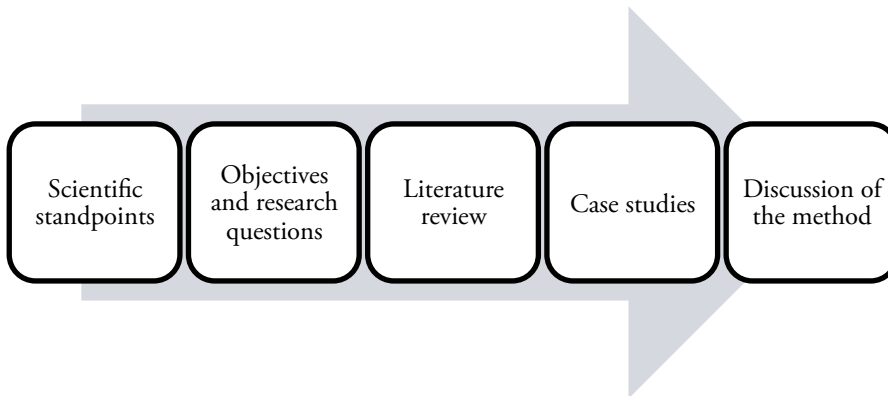 Scientific
standpoints
Objectives
and research
questions
Literature
review
Case studies
Discussion of
the method